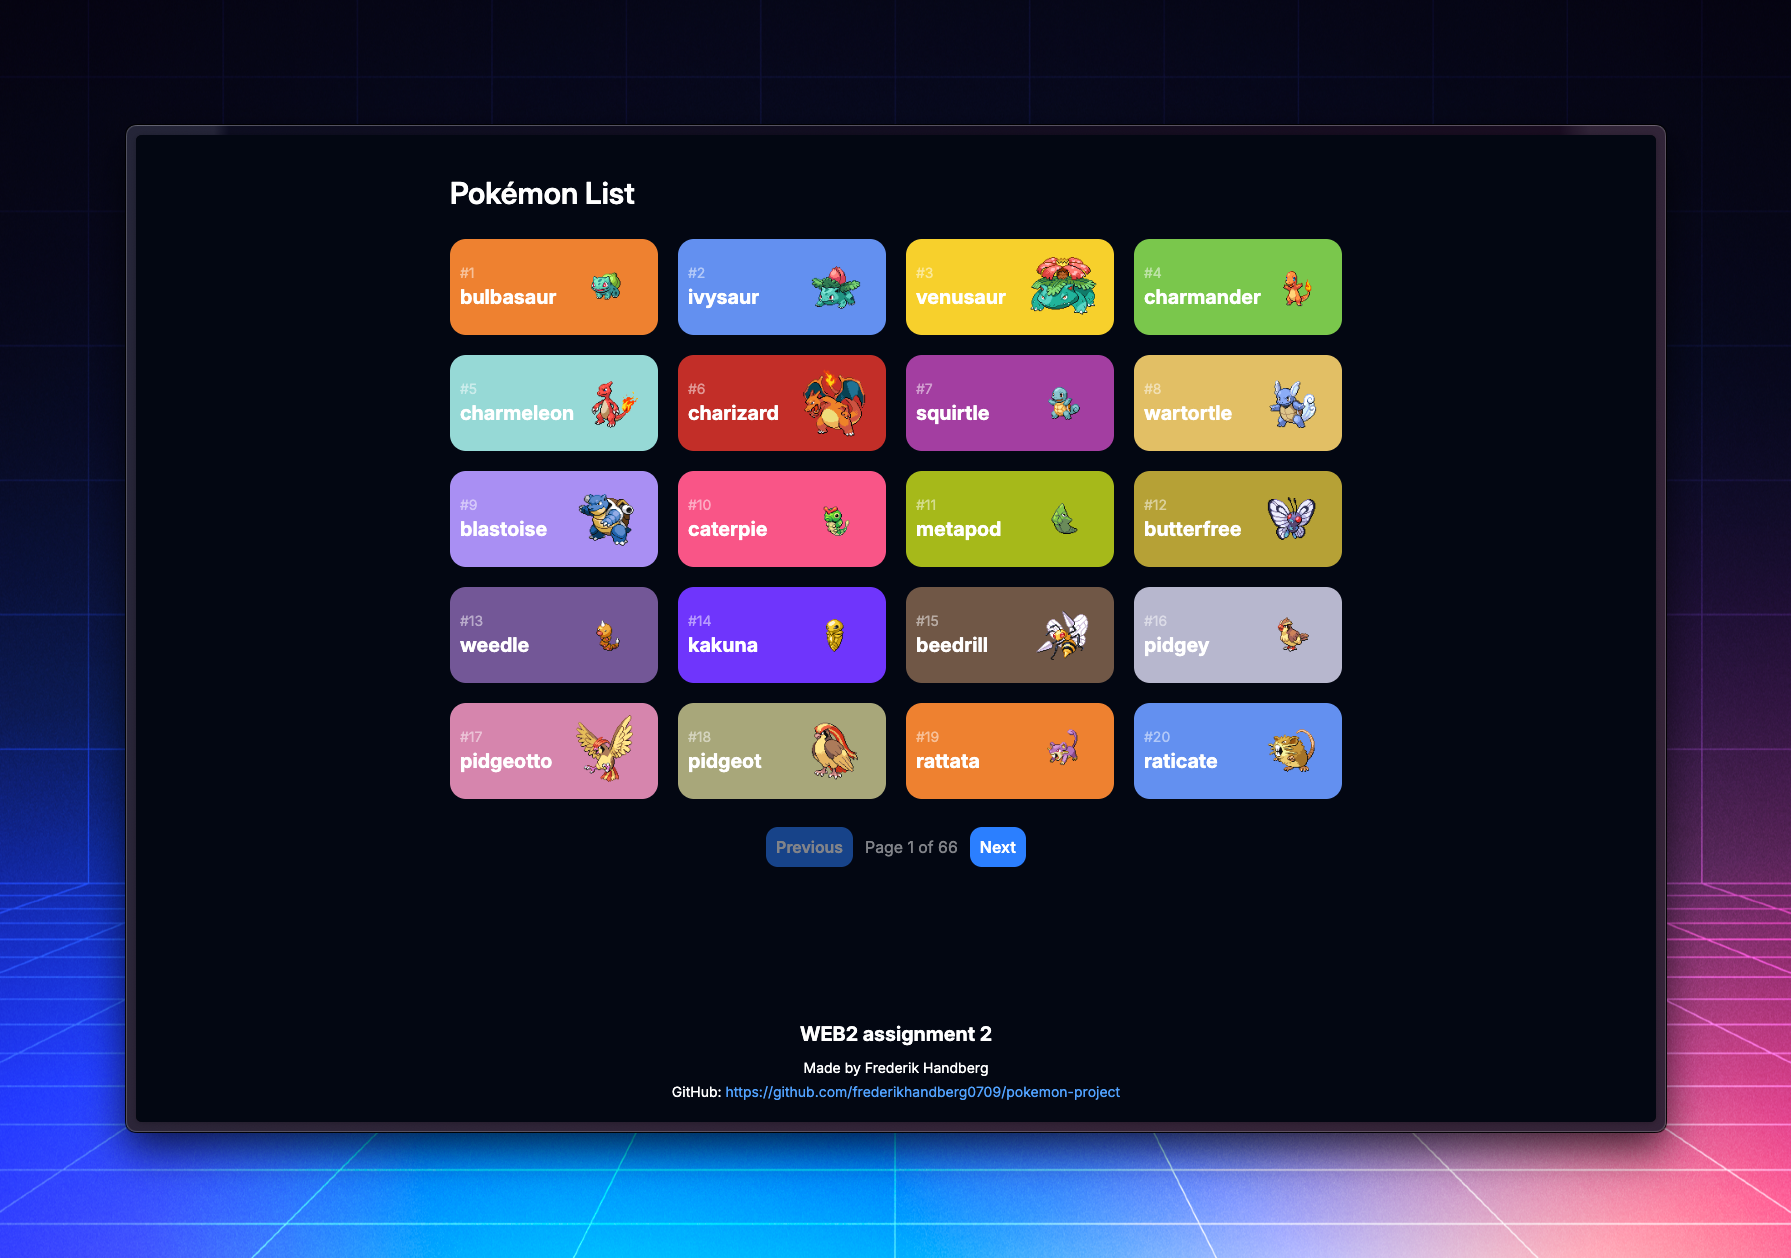 Pokémon List
#1
bulbasaur
#2
ivysaur
#3
venusaur
#4
charmander
#5
charmeleon
#6
charizard
#7
squirtle
#8
wartortle
#9
blastoise
#10
caterpie
#11
metapod
#12
butterfree
#13
weedle
#14
kakuna
#15
beedrill
#16
pidgey
#17
pidgeotto
#18
pidgeot
#19
rattata
#20
raticate
Previous Page 1 of 66 Next
WEB2 assignment 2
Made by Frederik Handberg
GitHub: https://github.com/frederikhandberg0709/pokemon-project